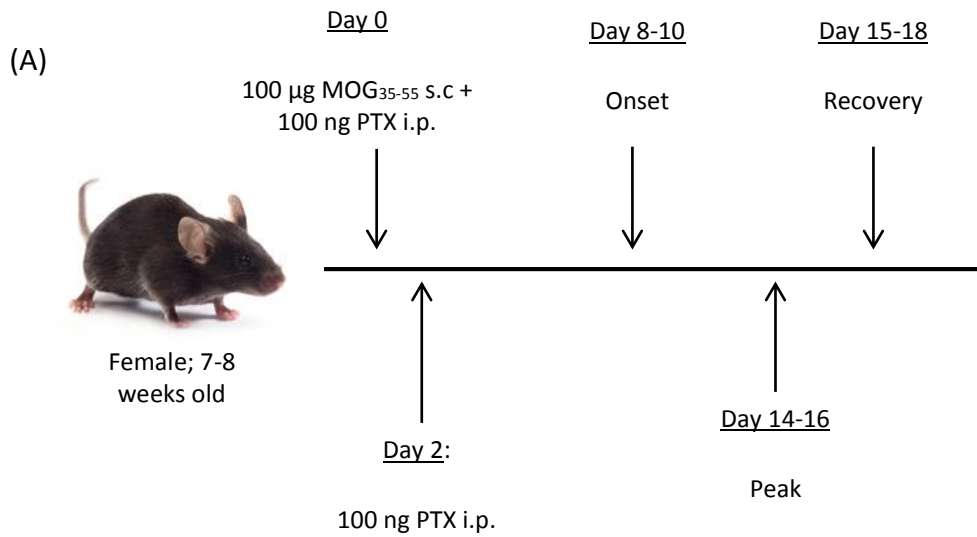 (A)
Day 0
100 µg MOG35-55 s.c +
100 ng PTX i.p.
Day 8-10
Onset
Day 15-18
Recovery
Female; 7-8
weeks old
Day 2:
100 ng PTX i.p.
Day 14-16
Peak